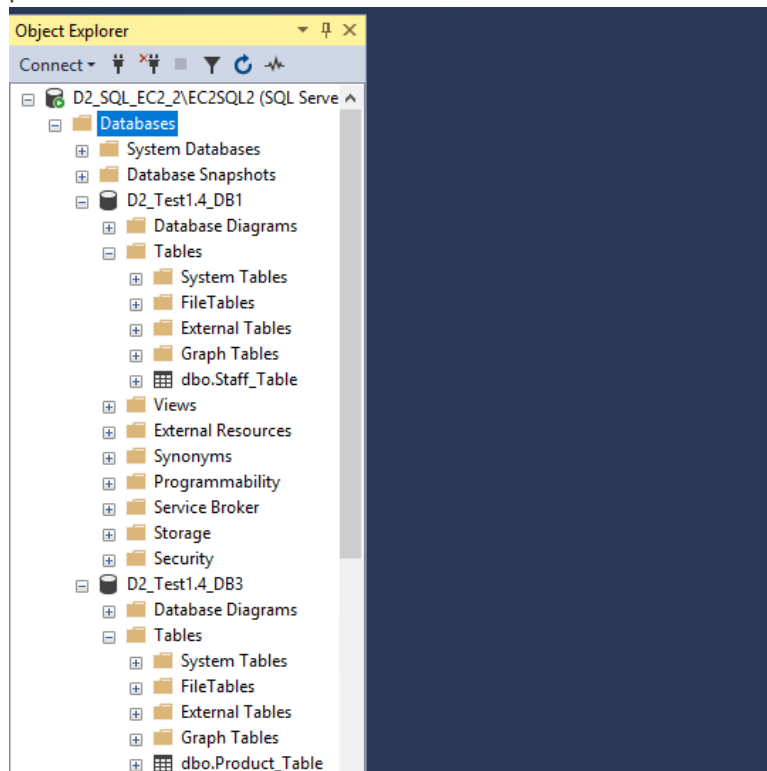 Object Explorer
Connect
D2_SQL_EC2_2\EC2SQL2 (SQL Serve
Databases
System Databases
Database Snapshots
D2_Test1.4_DB1
Database Diagrams
Tables
System Tables
FileTables
External Tables
Graph Tables
dbo.Staff_Table
Views
External Resources
Synonyms
Programmability
Service Broker
Storage
Security
D2_Test1.4_DB3
Database Diagrams
Tables
System Tables
FileTables
External Tables
Graph Tables
dbo.Product_Table